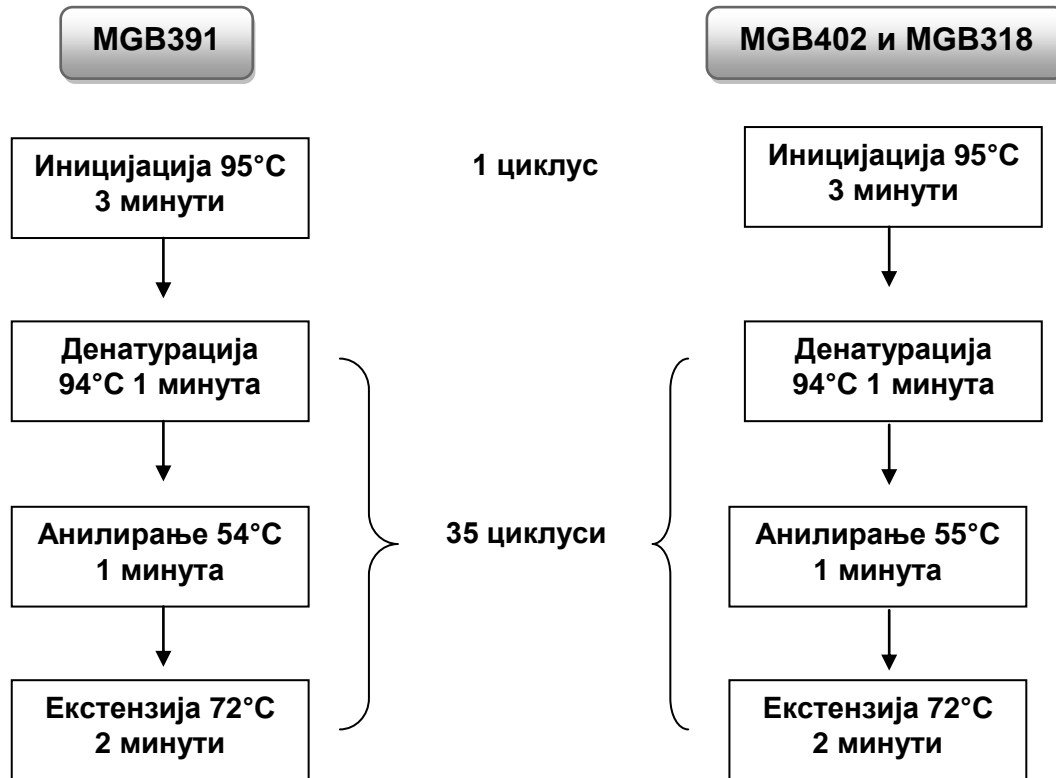 MGB391
MGB402 и MGB318
Иницијација 95°C
3 минути
1 циклус
Иницијација 95°C
3 минути
Денатурација
94°C 1 минута
Денатурација
94°C 1 минута
Анилирање 54°C
1 минута
35 циклуси
Анилирање 55°C
1 минута
Екстензија 72°C
2 минути
Екстензија 72°C
2 минути